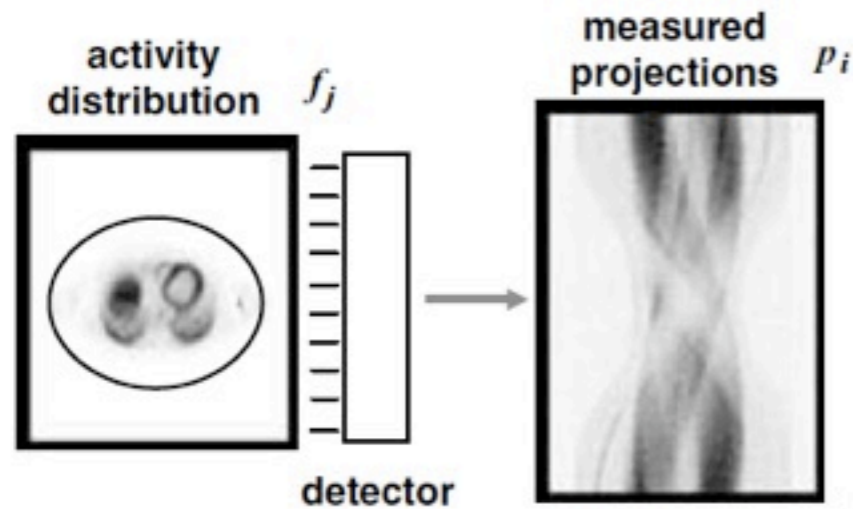 activity
distribution f_j
measured
projections p_i
detector